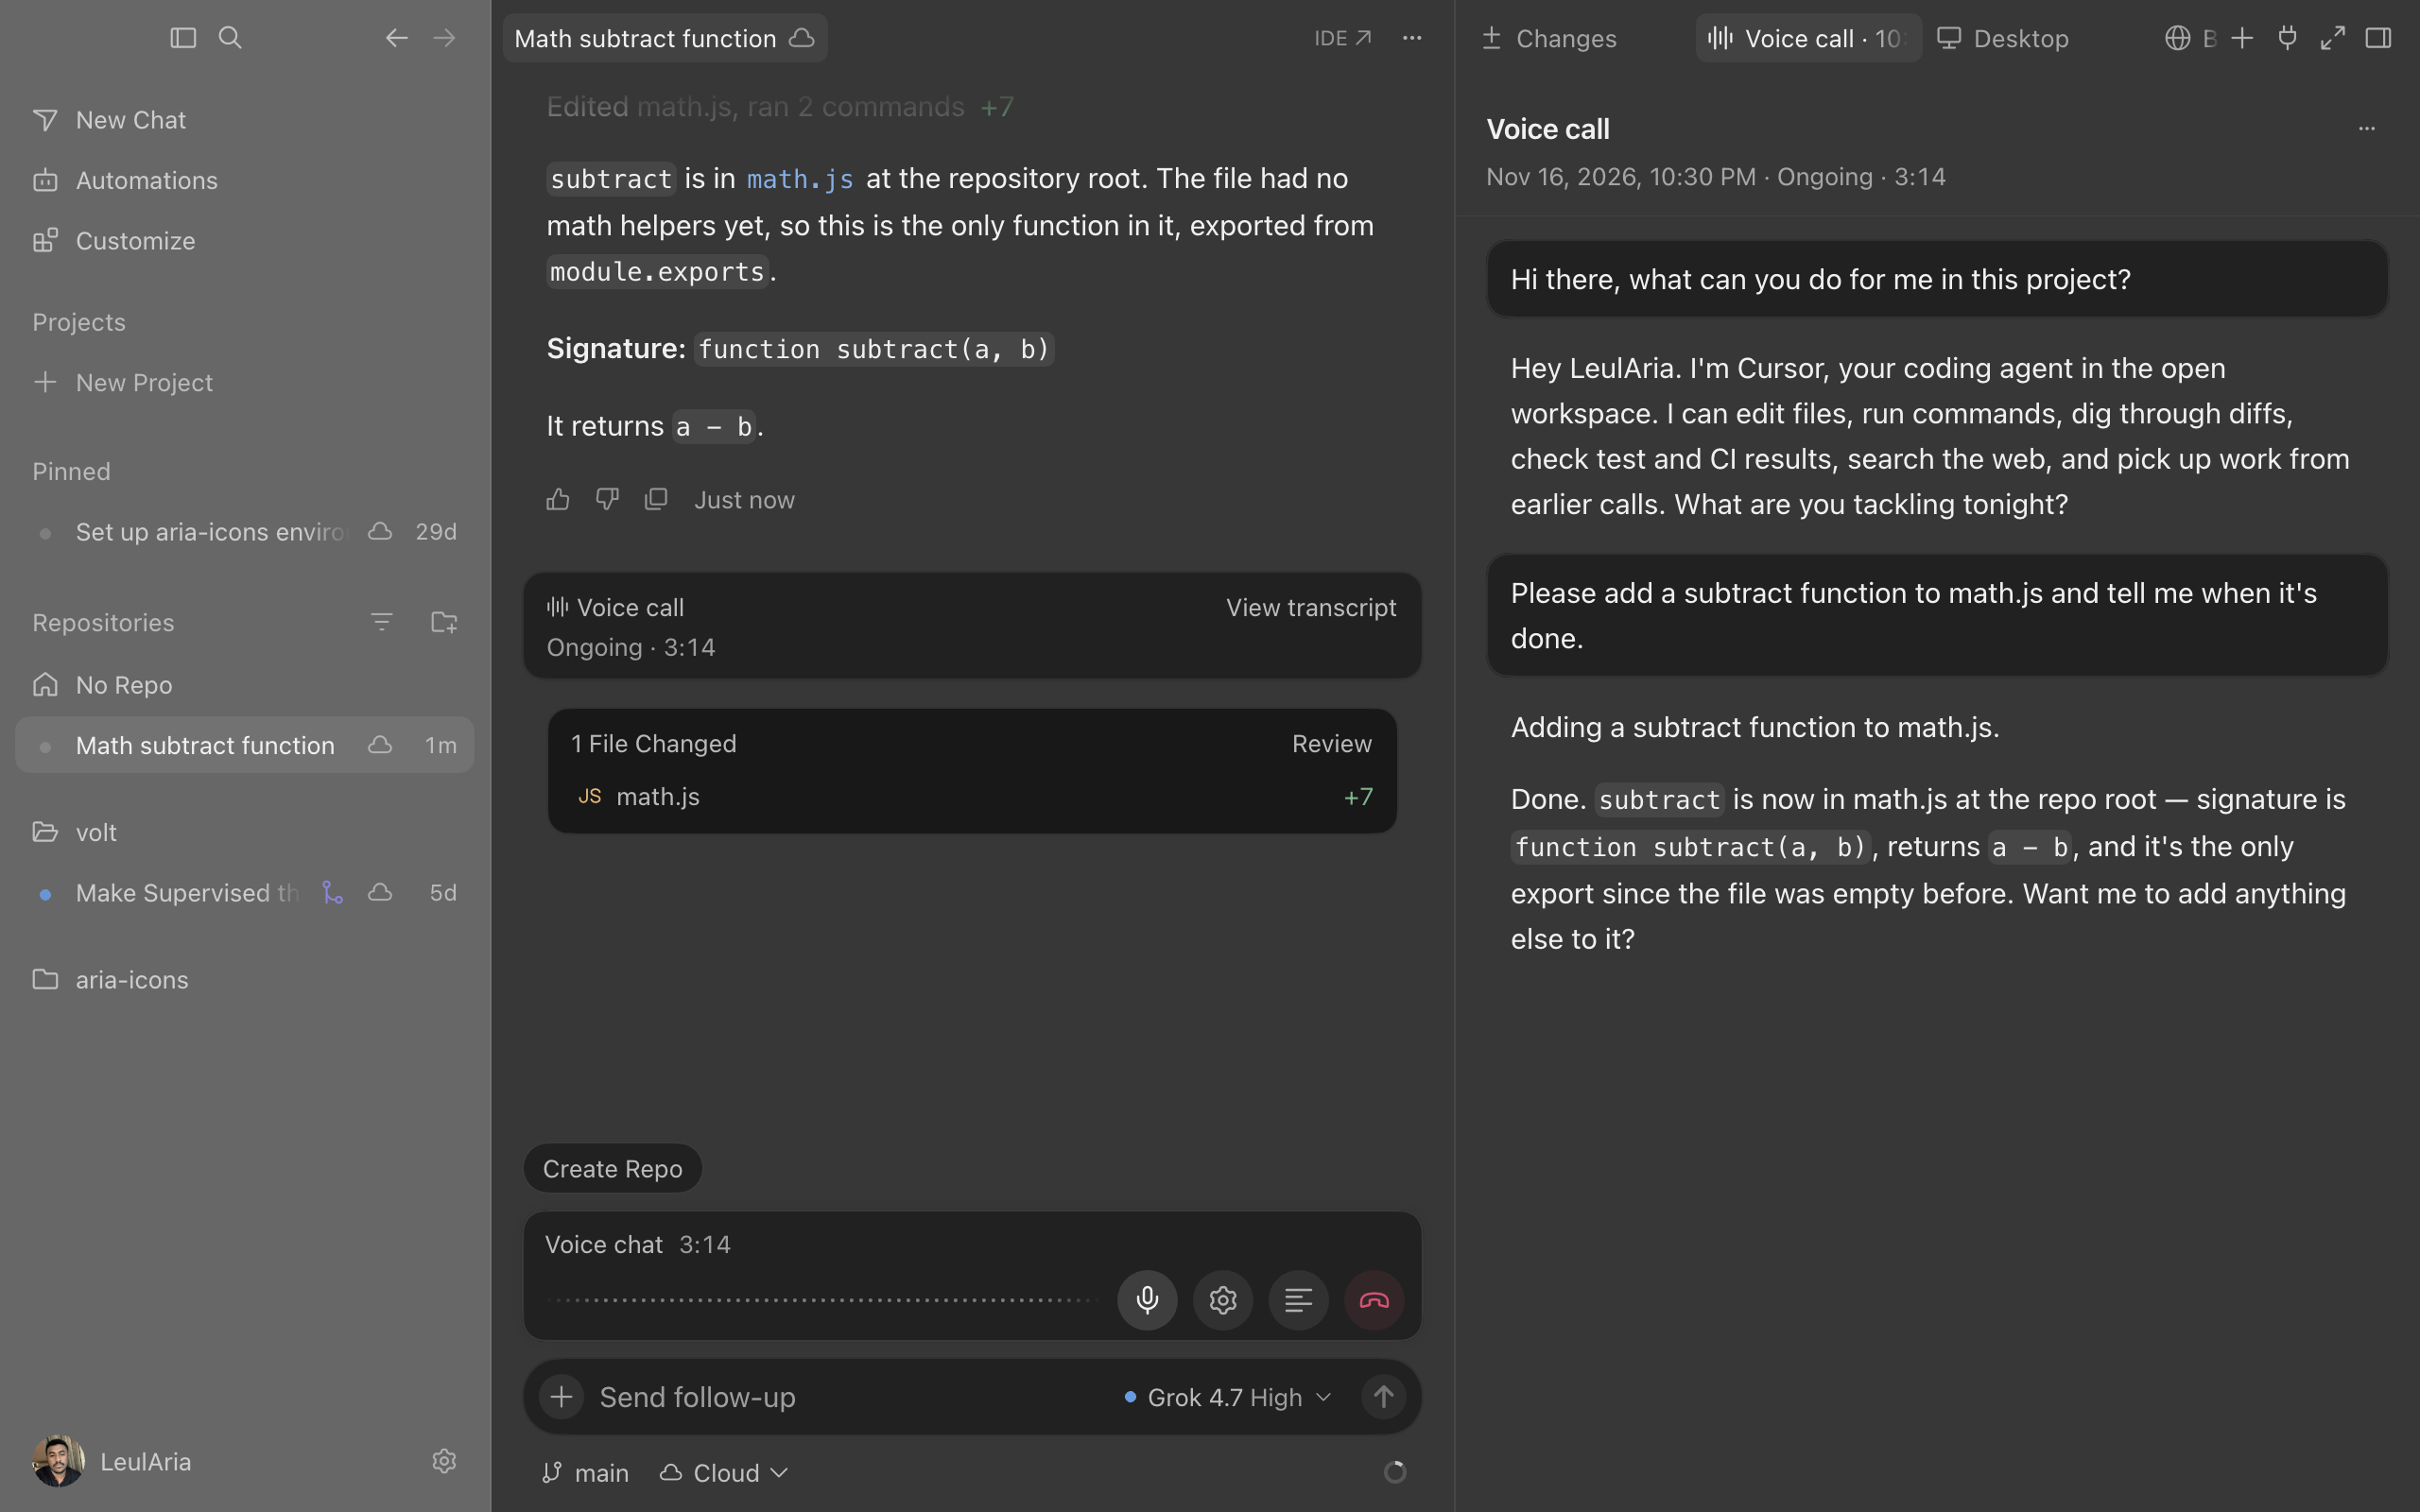 New Chat
Automations
Customize
Projects
New Project
Pinned
Set up aria-icons enviro
29d
Repositories
No Repo
Math subtract function
1m
volt
Make Supervised th
5d
aria-icons
LeulAria
Math subtract function
IDE
Edited math.js, ran 2 commands +7
subtract is in math.js at the repository root. The file had no
math helpers yet, so this is the only function in it, exported from
module.exports.
Signature: function subtract(a, b)
It returns a - b.
Just now
Voice call
View transcript
Ongoing · 3:14
1 File Changed
Review
JS math.js
+7
Create Repo
Voice chat 3:14
Send follow-up
Grok 4.7 High
main
Cloud
Changes
Voice call · 10:
Desktop
B
Voice call
Nov 16, 2026, 10:30 PM · Ongoing · 3:14
Hi there, what can you do for me in this project?
Hey LeulAria. I'm Cursor, your coding agent in the open
workspace. I can edit files, run commands, dig through diffs,
check test and CI results, search the web, and pick up work from
earlier calls. What are you tackling tonight?
Please add a subtract function to math.js and tell me when it's
done.
Adding a subtract function to math.js.
Done. subtract is now in math.js at the repo root — signature is
function subtract(a, b), returns a - b, and it's the only
export since the file was empty before. Want me to add anything
else to it?